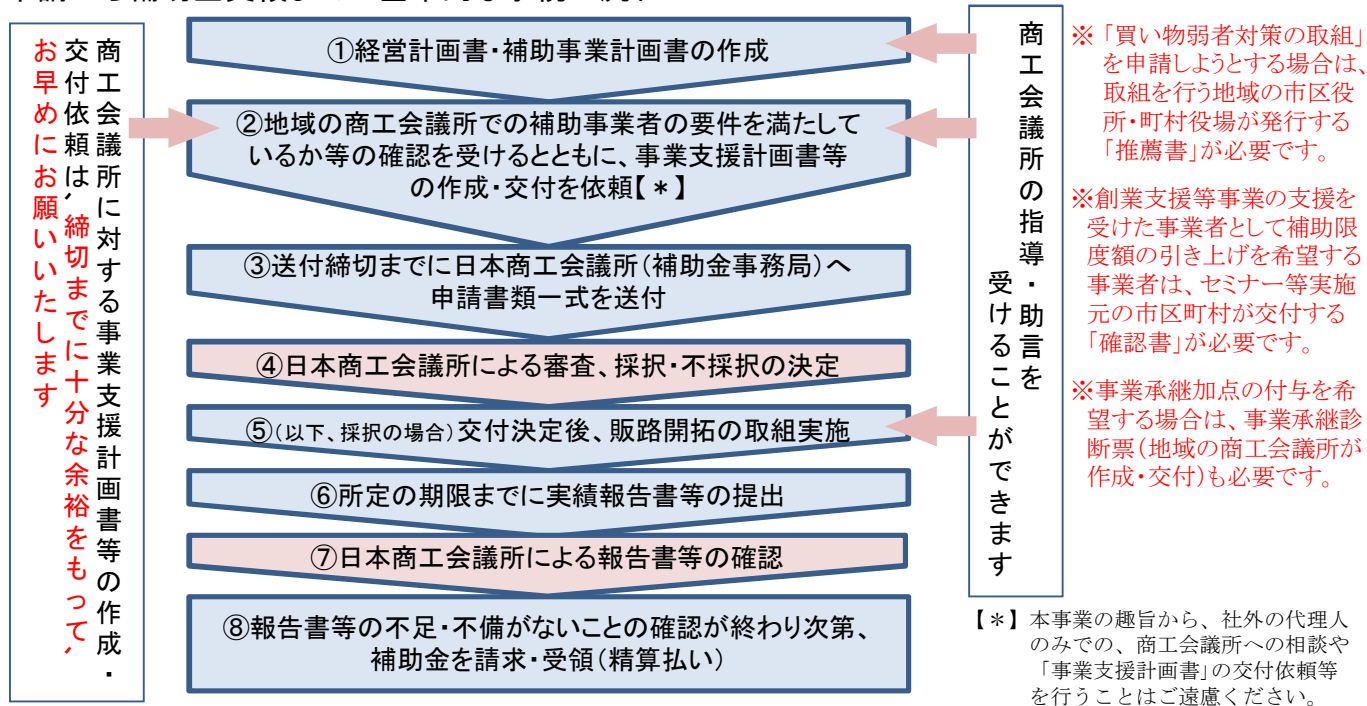 商工会議所に対する事業支援計画書等の作成・
交付依頼は、締切までに十分な余裕をもって、
お早めにお願いいたします
①経営計画書・補助事業計画書の作成
②地域の商工会議所での補助事業者の要件を満たして
いるか等の確認を受けるとともに、事業支援計画書等
の作成・交付を依頼【＊】
③送付締切までに日本商工会議所（補助金事務局）へ
申請書類一式を送付
④日本商工会議所による審査、採択・不採択の決定
⑤（以下、採択の場合）交付決定後、販路開拓の取組実施
⑥所定の期限までに実績報告書等の提出
⑦日本商工会議所による報告書等の確認
⑧報告書等の不足・不備がないことの確認が終わり次第、
補助金を請求・受領（精算払い）
商工会議所の指導・助言を
受けることができます
※「買い物弱者対策の取組」
を申請しようとする場合は、
取組を行う地域の市区役
所・町村役場が発行する
「推薦書」が必要です。
※創業支援等事業の支援を
受けた事業者として補助限
度額の引き上げを希望する
事業者は、セミナー等実施
元の市区町村が交付する
「確認書」が必要です。
※事業承継加点の付与を希
望する場合は、事業承継診
断票（地域の商工会議所が
作成・交付）も必要です。
【＊】本事業の趣旨から、社外の代理人
のみでの、商工会議所への相談や
「事業支援計画書」の交付依頼等
を行うことはご遠慮ください。